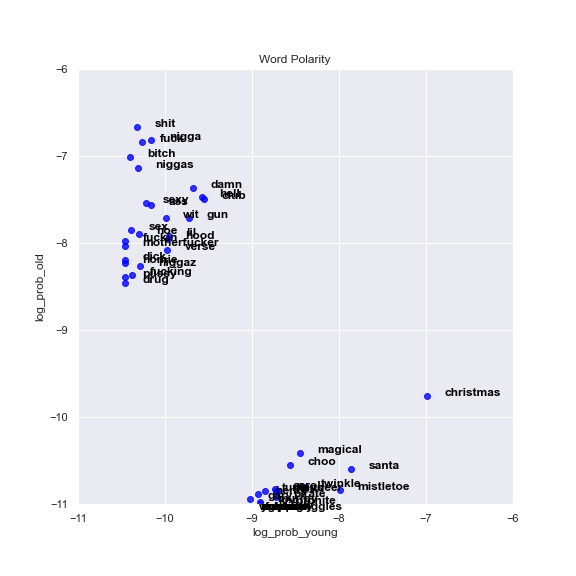 Word Polarity
−6
shit
nigga
fuck
−7
bitch
niggas
damn
hell
club
sexy
ass
wit
gun
sex
hoe
lil
hood
fuckin
−8
motherfucker
verse
dick
homie
niggaz
fucking
pussy
drug
log_prob_old
−9
christmas
−10
magical
choo
santa
twinkle
mistletoe
−11
−11
−10
−9
−8
−7
−6
log_prob_young